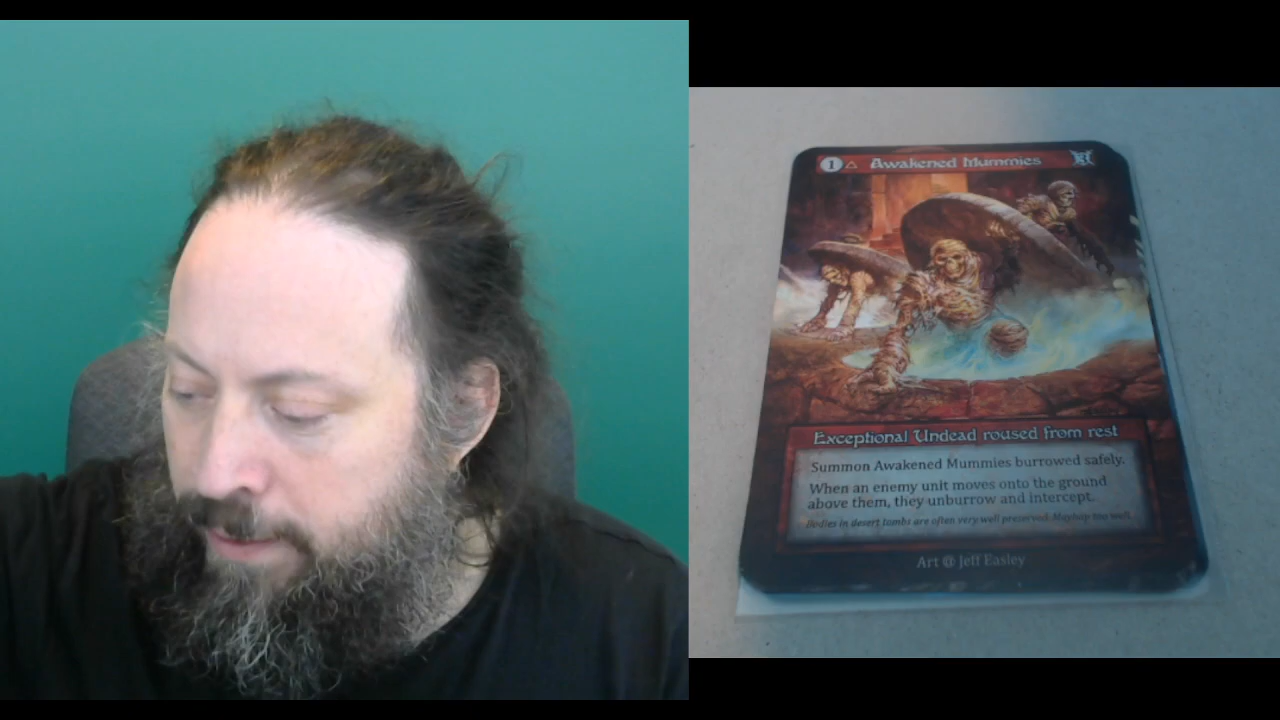 1 Awakened Mummies 3
Exceptional Undead roused from rest
Summon Awakened Mummies burrowed safely.
When an enemy unit moves onto the ground
above them, they unburrow and intercept.
Bodies in desert tombs are often very well preserved. Mayhap too well.
Art @ Jeff Easley